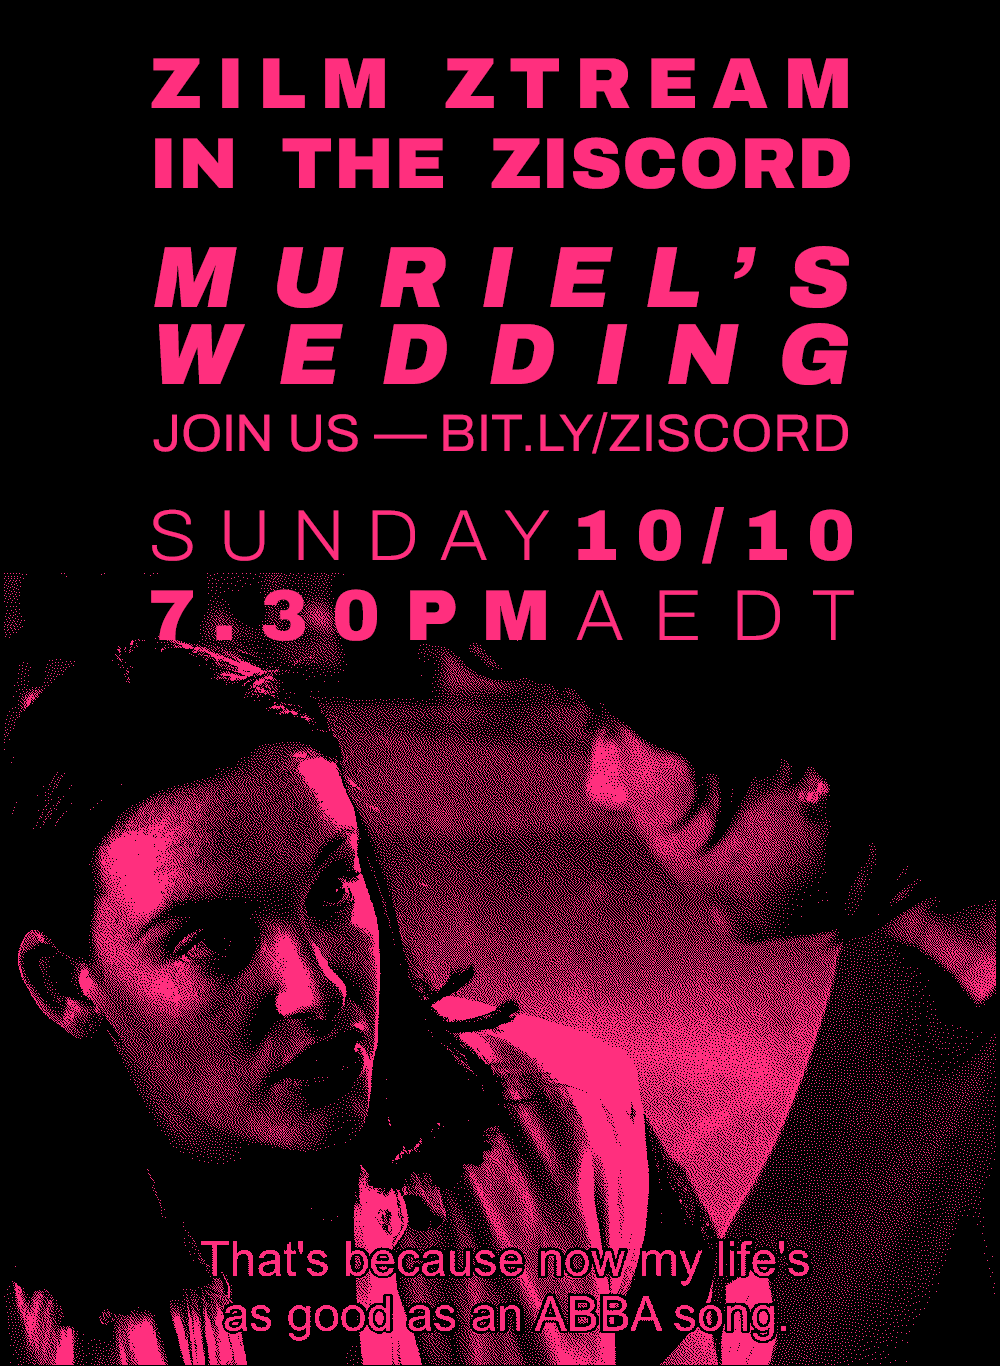 ZILM ZTREAM
IN THE ZISCORD
MURIEL’S
WEDDING
JOIN US — BIT.LY/ZISCORD
SUNDAY 10/10
7.30PM AEDT
That's because now my life's
as good as an ABBA song.